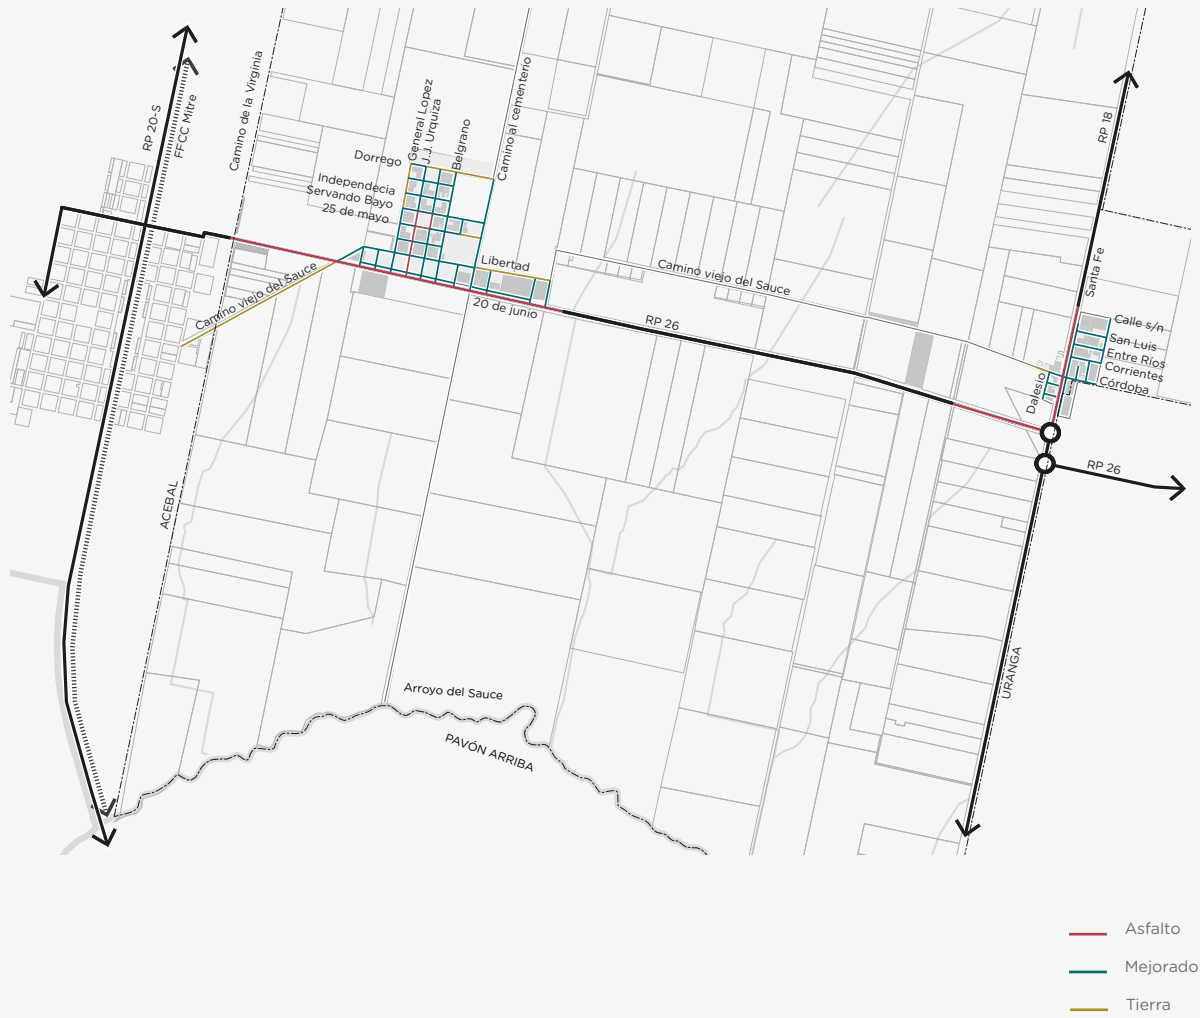 RP 20-S
FFCC Mitre
Camino de la Virginia
General Lopez
J.J. Urquiza
Belgrano
Camino al cementerio
RP 18
Dorrego
Independecia
Servando Bayo
25 de mayo
Libertad
Camino viejo del Sauce
Camino viejo del Sauce
20 de junio
RP 26
Santa Fe
Calle s/n
San Luis
Entre Ríos
Corrientes
Córdoba
Dalesio
RP 26
ACEBAL
URANGA
Arroyo del Sauce
PAVÓN ARRIBA
Asfalto
Mejorado
Tierra